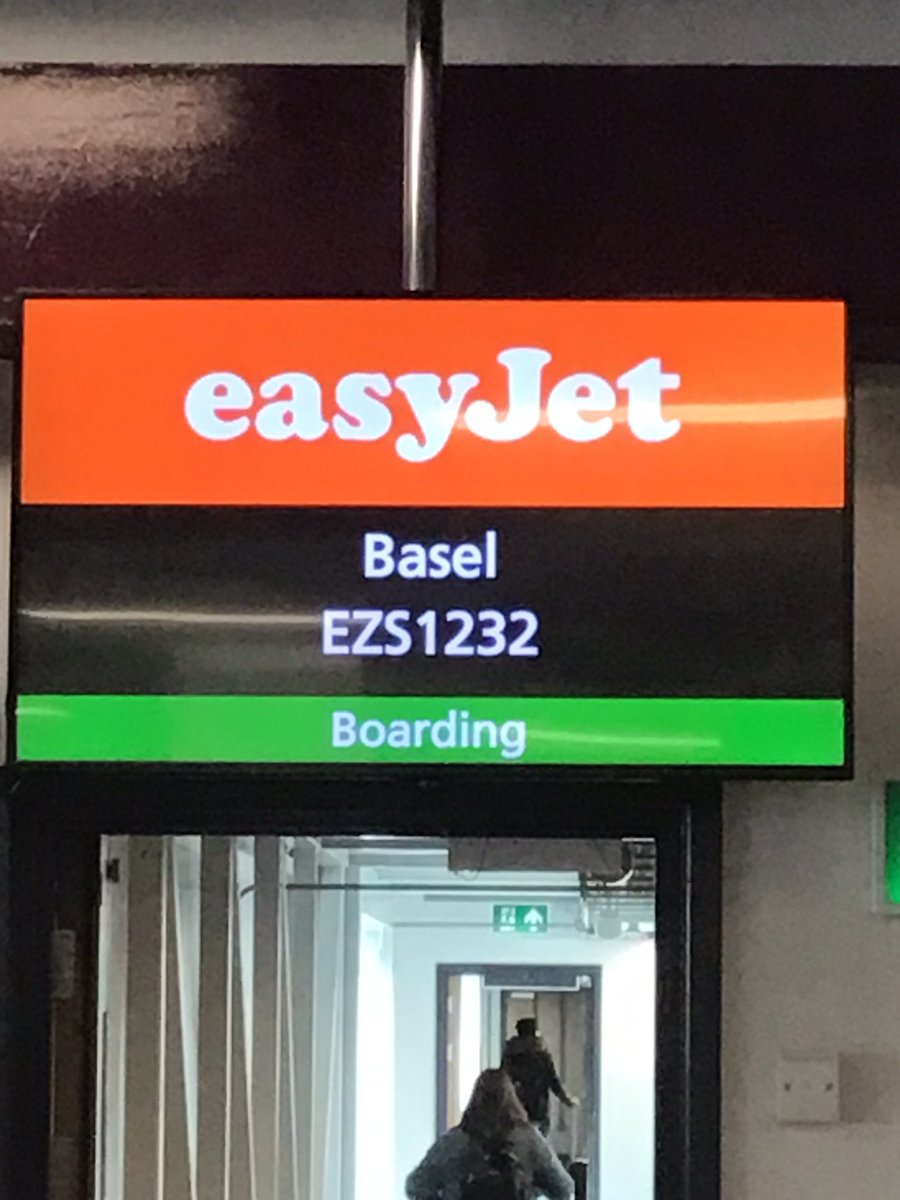 easyJet
Basel
EZS1232
Boarding